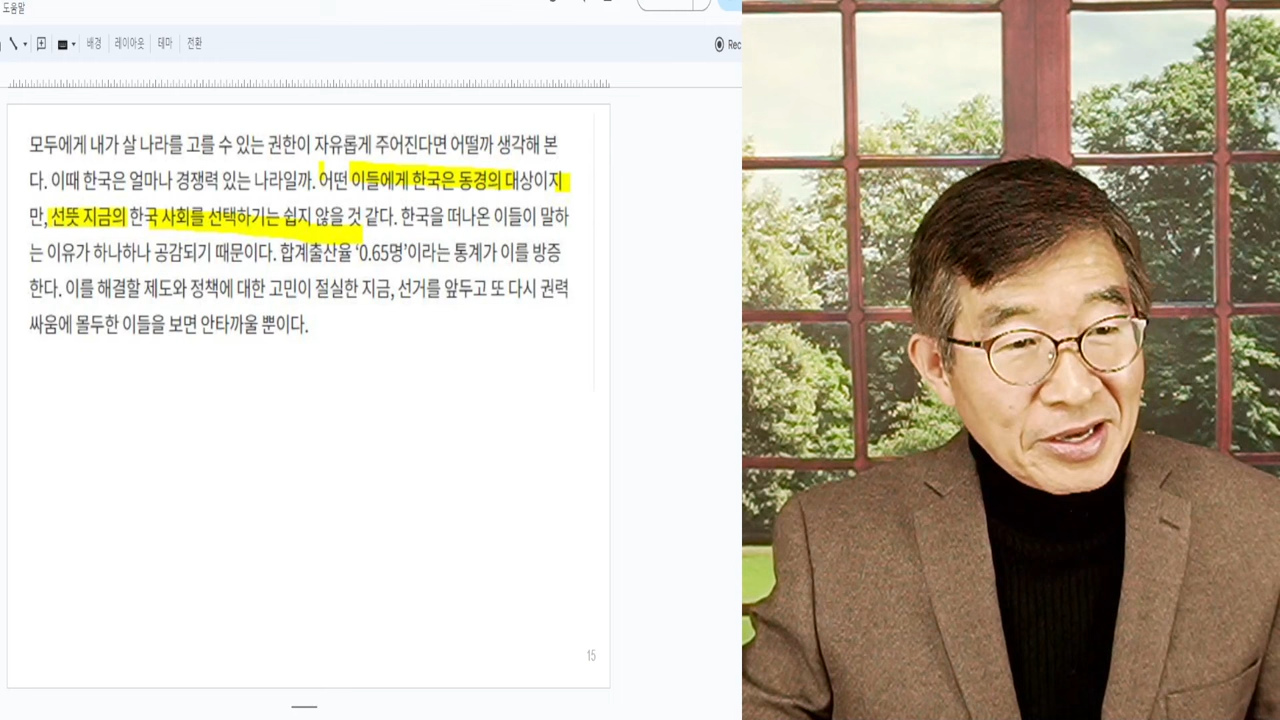 도움말
배경 레이아웃 테마 전환
Rec
모두에게 내가 살 나라를 고를 수 있는 권한이 자유롭게 주어진다면 어떨까 생각해 본
다. 이때 한국은 얼마나 경쟁력 있는 나라일까. 어떤 이들에게 한국은 동경의 대상이지
만, 선뜻 지금의 한국 사회를 선택하기는 쉽지 않을 것 같다. 한국을 떠나온 이들이 말하
는 이유가 하나하나 공감되기 때문이다. 합계출산율 ‘0.65명’이라는 통계가 이를 방증
한다. 이를 해결할 제도와 정책에 대한 고민이 절실한 지금, 선거를 앞두고 또 다시 권력
싸움에 몰두한 이들을 보면 안타까울 뿐이다.
15